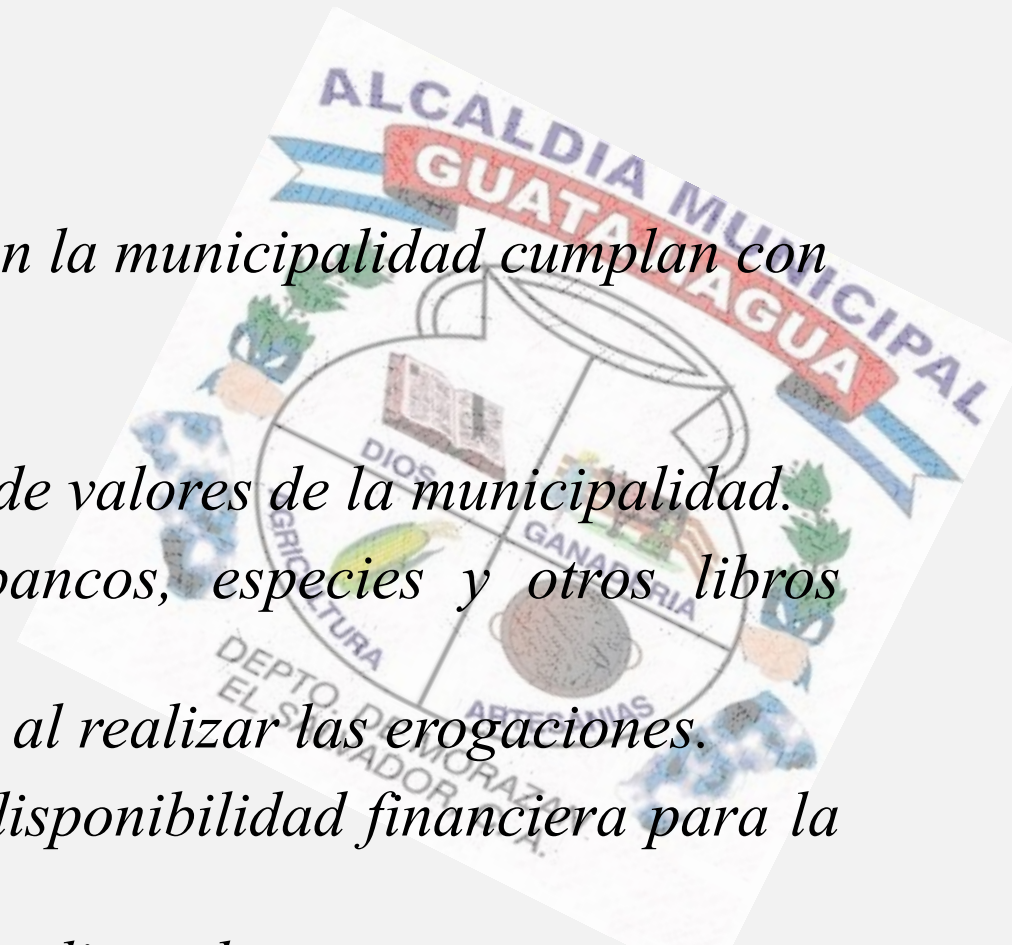 ALCALDIA MUNICIPAL
GUATAJIAGUA
n la municipalidad cumplan con
DIOS
de valores de la municipalidad.
GANADERIA
bancos, especies y otros libros
AGRICULTURA
ARTESANIAS
al realizar las erogaciones.
DEPTO. DE MORAZAN
EL SALVADOR, C. A.
disponibilidad financiera para la